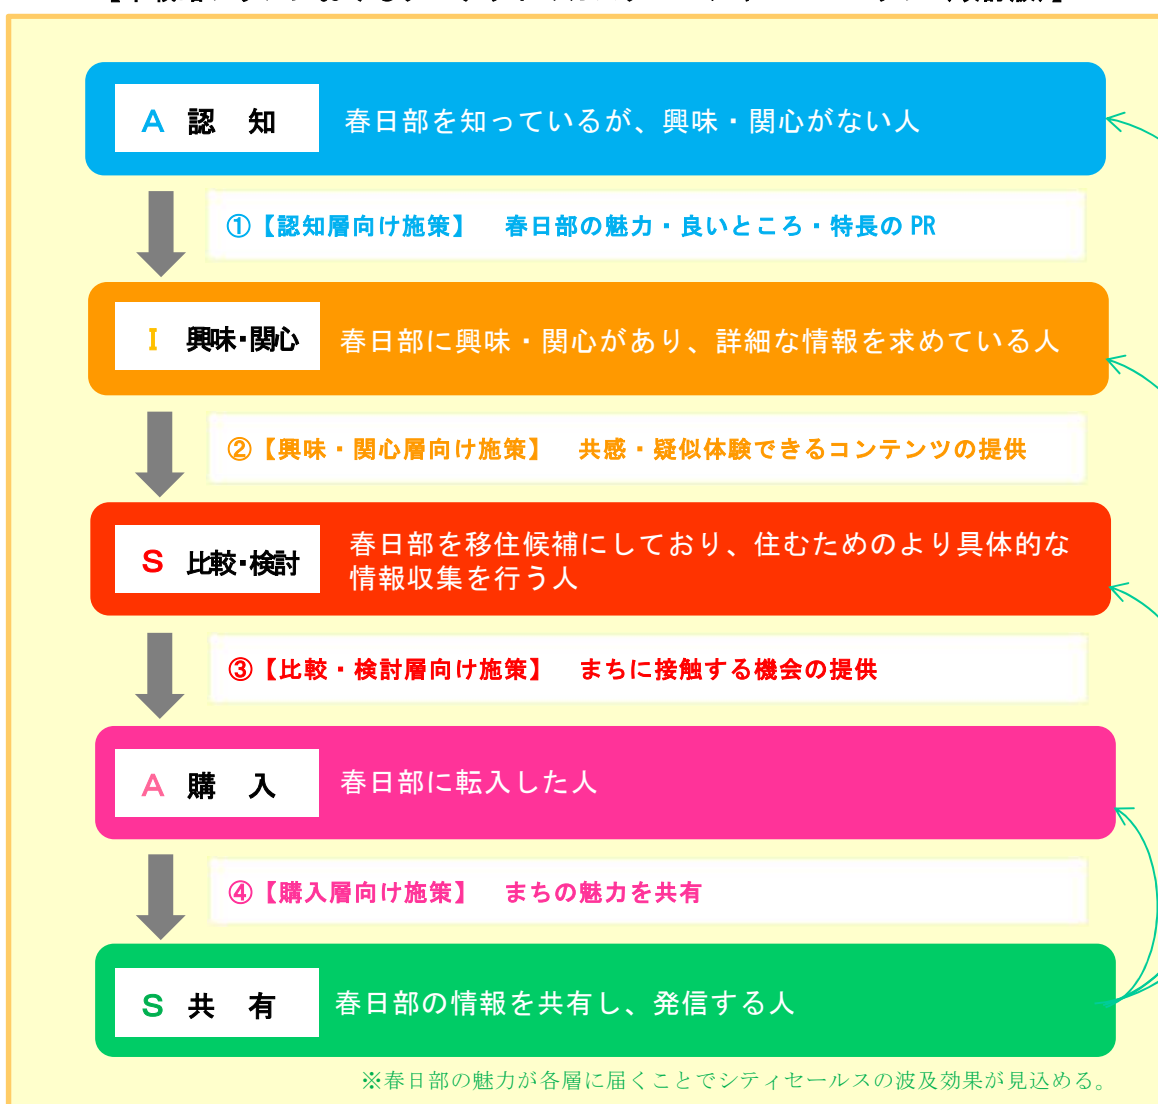 A 認 知 春日部を知っているが、興味・関心がない人
①【認知層向け施策】 春日部の魅力・良いところ・特長の PR
I 興味・関心 春日部に興味・関心があり、詳細な情報を求めている人
②【興味・関心層向け施策】 共感・疑似体験できるコンテンツの提供
S 比較・検討 春日部を移住候補にしており、住むためのより具体的な
情報収集を行う人
③【比較・検討層向け施策】 まちに接触する機会の提供
A 購 入 春日部に転入した人
④【購入層向け施策】 まちの魅力を共有
S 共 有 春日部の情報を共有し、発信する人
※春日部の魅力が各層に届くことでシティセールスの波及効果が見込める。